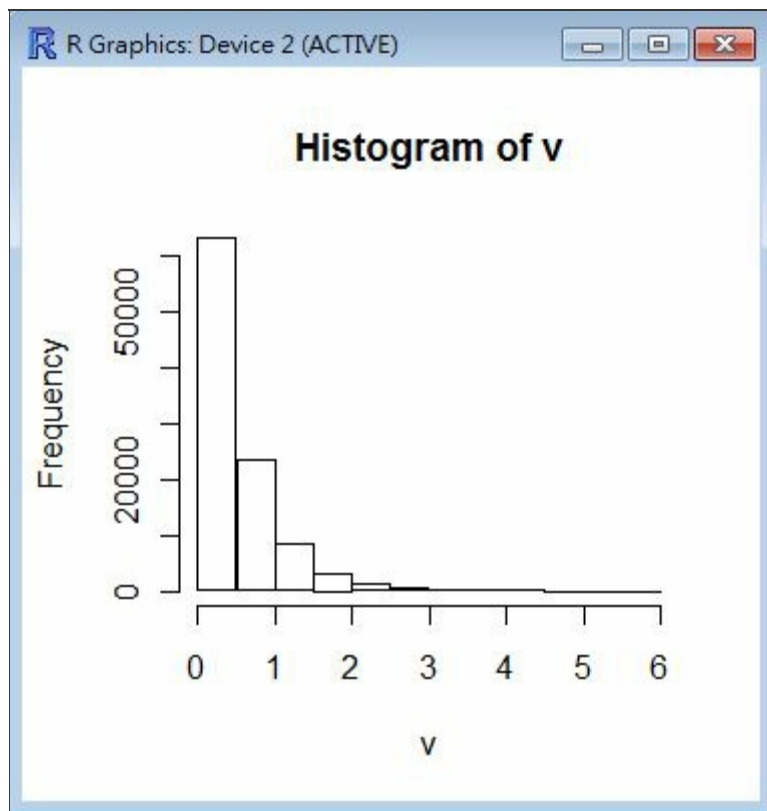 R Graphics: Device 2 (ACTIVE)
Histogram of v
Frequency
50000
20000
0
0 1 2 3 4 5 6
v